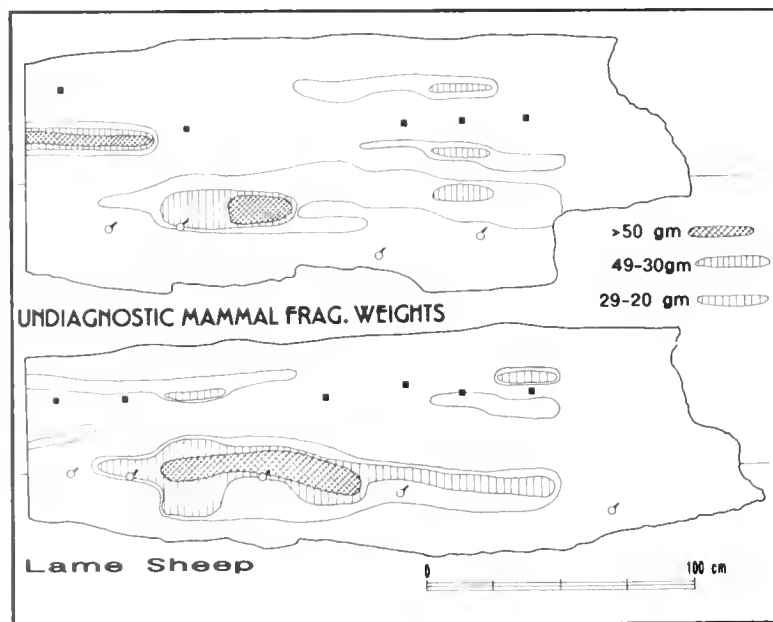 >50 gm
49-30gm
29-20 gm
UNDIAGNOSTIC MAMMAL FRAG. WEIGHTS
Lame Sheep
0 100 cm